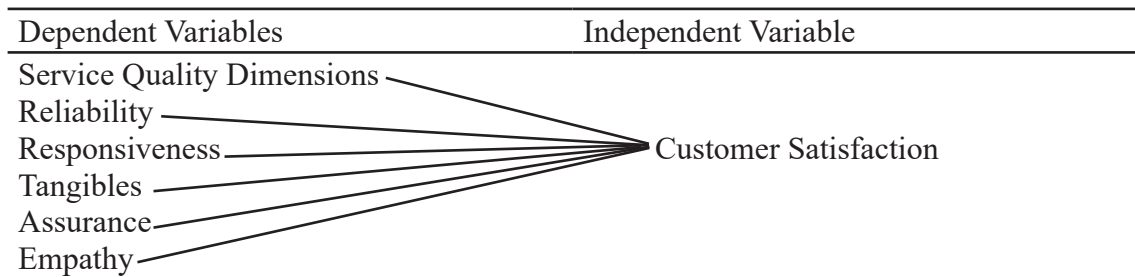 Dependent Variables Independent Variable
Service Quality Dimensions
Reliability
Responsiveness Customer Satisfaction
Tangibles
Assurance
Empathy